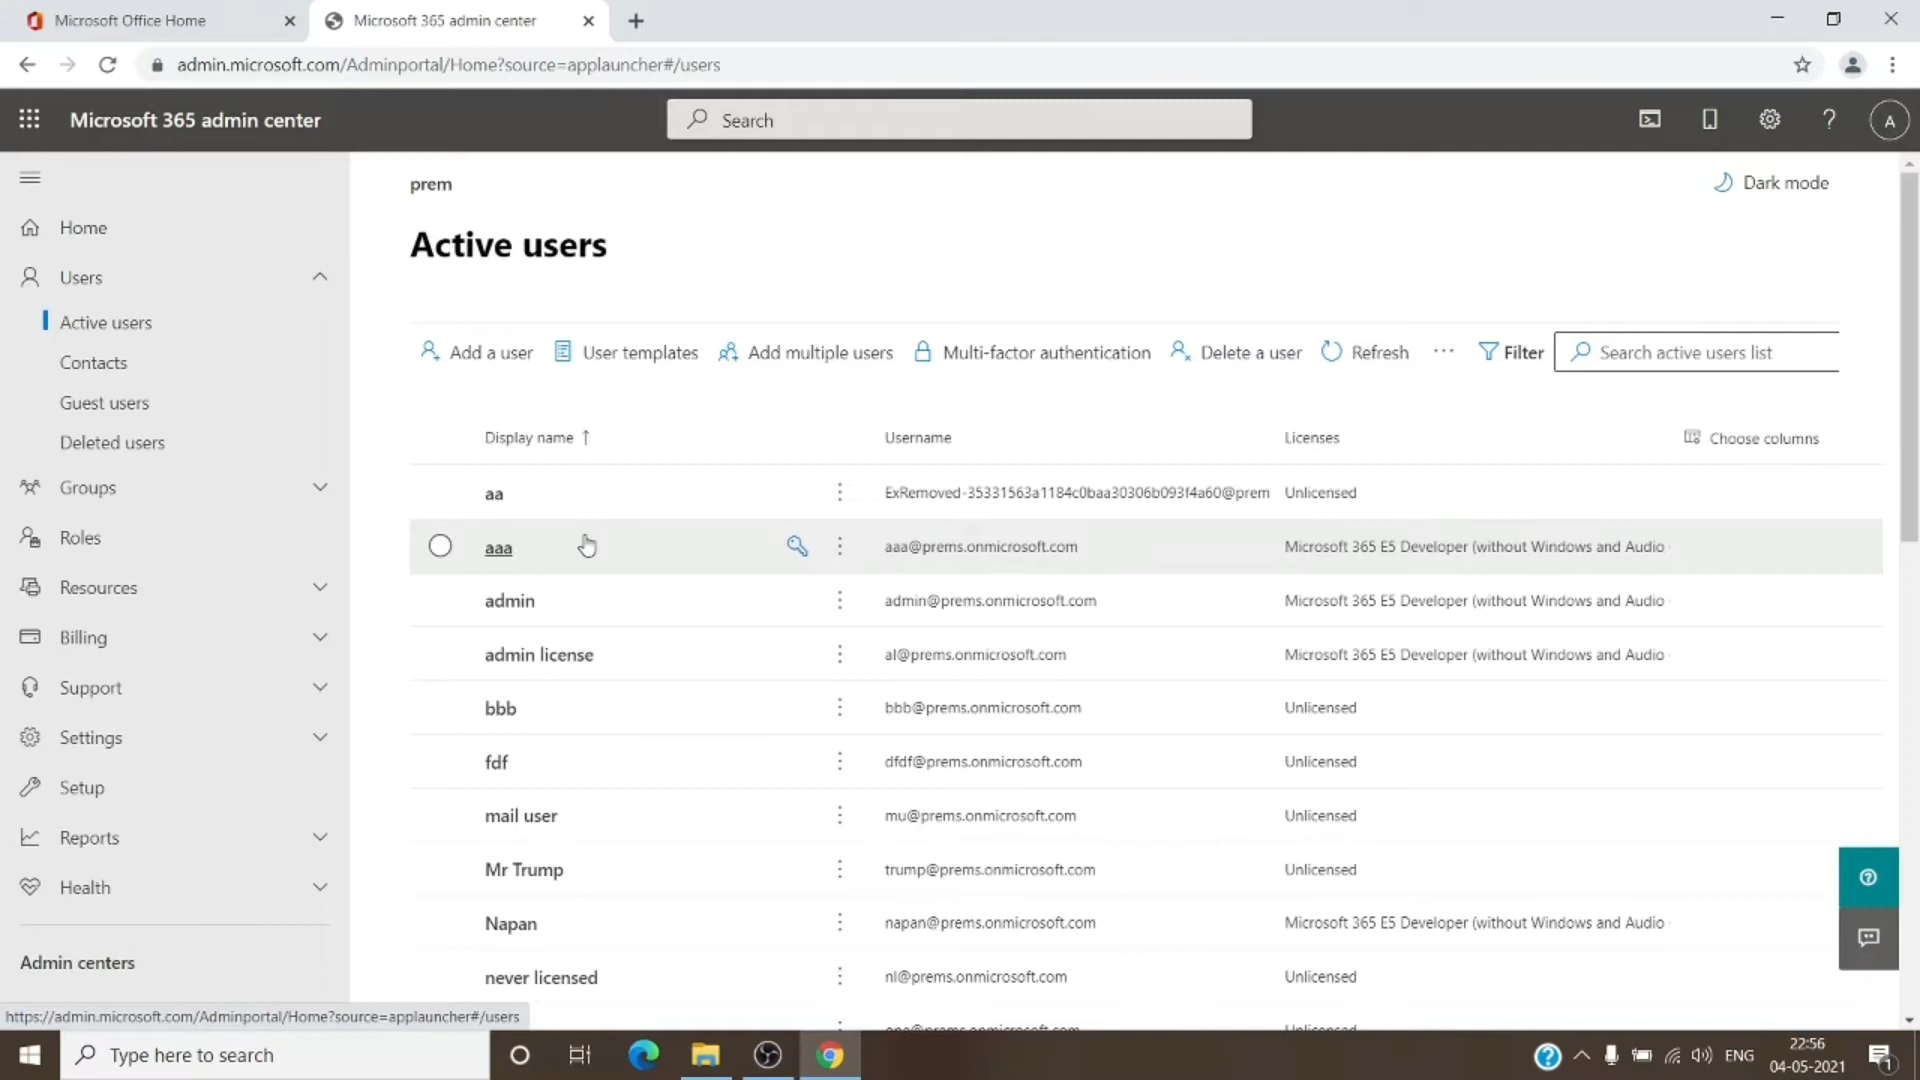 Microsoft Office Home
Microsoft 365 admin center
admin.microsoft.com/Adminportal/Home?source=applauncher#/users
Microsoft 365 admin center
Search
A
prem
Dark mode
Active users
Home
Users
Active users
Contacts
Guest users
Deleted users
Groups
Roles
Resources
Billing
Support
Settings
Setup
Reports
Health
Admin centers
Add a user
User templates
Add multiple users
Multi-factor authentication
Delete a user
Refresh
Filter
Search active users list
Display name ↑ Username Licenses Choose columns
aa ExRemoved-35331563a1184c0baa30306b093f4a60@prem Unlicensed
aaa aaa@prems.onmicrosoft.com Microsoft 365 E5 Developer (without Windows and Audio
admin admin@prems.onmicrosoft.com Microsoft 365 E5 Developer (without Windows and Audio
admin license al@prems.onmicrosoft.com Microsoft 365 E5 Developer (without Windows and Audio
bbb bbb@prems.onmicrosoft.com Unlicensed
fdf dfdf@prems.onmicrosoft.com Unlicensed
mail user mu@prems.onmicrosoft.com Unlicensed
Mr Trump trump@prems.onmicrosoft.com Unlicensed
Napan napan@prems.onmicrosoft.com Microsoft 365 E5 Developer (without Windows and Audio
never licensed nl@prems.onmicrosoft.com Unlicensed
https://admin.microsoft.com/Adminportal/Home?source=applauncher#/users
Type here to search
ENG
22:56
04-05-2021
1